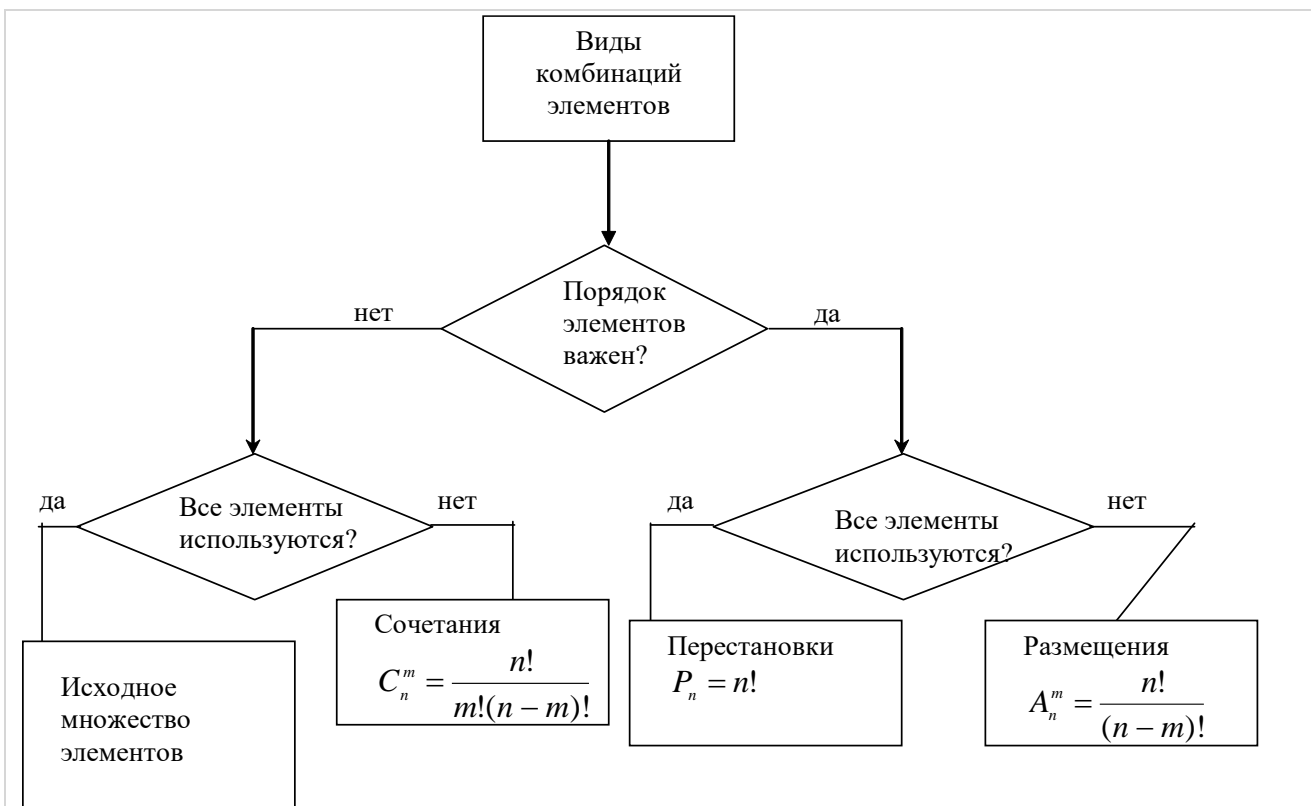 Виды
комбинаций
элементов
Порядок
элементов
важен?
нет
да
да
Все элементы
используются?
нет
да
Все элементы
используются?
нет
Исходное
множество
элементов
Сочетания
C_n^m = n! / m!(n − m)!
Перестановки
P_n = n!
Размещения
A_n^m = n! / (n − m)!